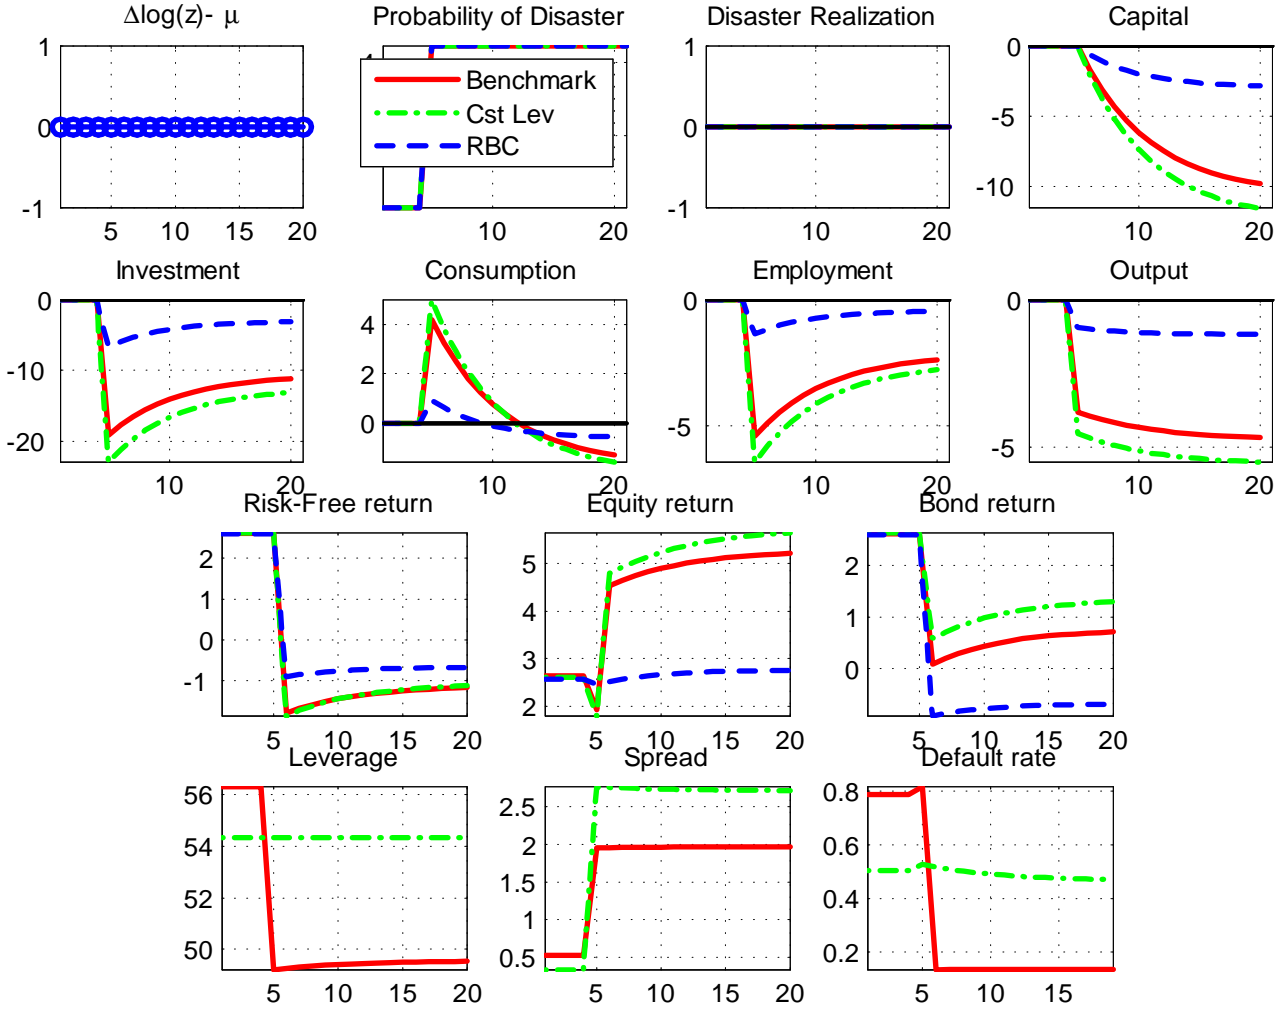 Δlog(z)- μ
Probability of Disaster
Disaster Realization
Capital
1
0
-1
5 10 15 20
Benchmark
Cst Lev
RBC
10 20
1
0
-1
10 20
0
-5
-10
10 20
Investment
Consumption
Employment
Output
0
-10
-20
10 20
4
2
0
10 20
0
-5
10 20
0
-5
10 20
Risk-Free return
Equity return
Bond return
2
1
0
-1
5 10 15 20
5
4
3
2
5 10 15 20
2
1
0
5 10 15 20
Leverage
Spread
Default rate
56
54
52
50
5 10 15 20
2.5
2
1.5
1
0.5
5 10 15 20
0.8
0.6
0.4
0.2
5 10 15